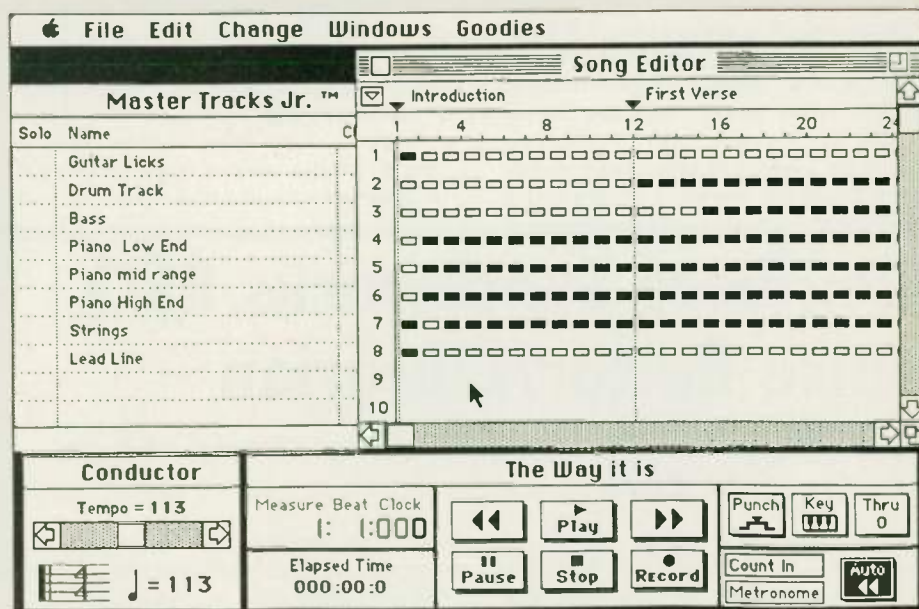 File Edit Change Windows Goodies
Song Editor
Master Tracks Jr. ™
Introduction First Verse
Solo Name
1 4 8 12 16 20 24
Guitar Licks
Drum Track
Bass
Piano Low End
Piano mid range
Piano High End
Strings
Lead Line
1
2
3
4
5
6
7
8
9
10
Conductor
The Way it is
Tempo = 113
Measure Beat Clock
1: 1:000
Play
Punch Key Thru
0
Elapsed Time
000:00:0
Pause Stop Record
Count In
Metronome
Auto
4
4
= 113